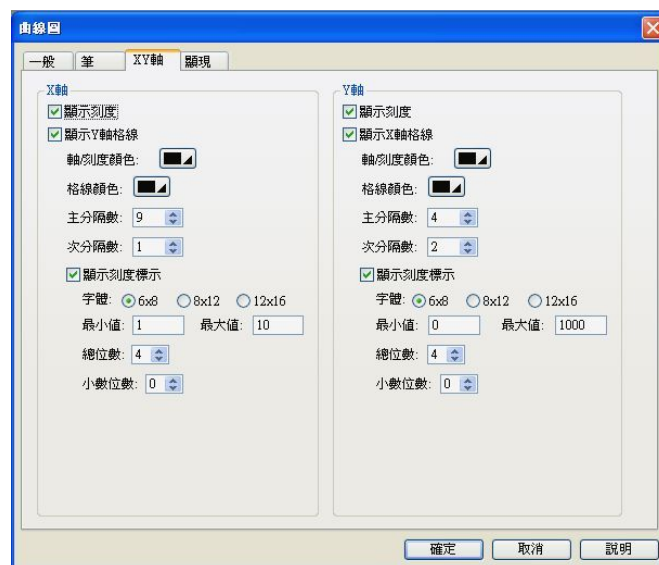 曲線圖
一般 筆 XY軸 顯現
X軸
顯示刻度
顯示Y軸格線
軸/刻度顏色:
格線顏色:
主分隔數: 9
次分隔數: 1
顯示刻度標示
字體: 6x8 8x12 12x16
最小值: 1 最大值: 10
總位數: 4
小數位數: 0
Y軸
顯示刻度
顯示X軸格線
軸/刻度顏色:
格線顏色:
主分隔數: 4
次分隔數: 2
顯示刻度標示
字體: 6x8 8x12 12x16
最小值: 0 最大值: 1000
總位數: 4
小數位數: 0
確定 取消 說明